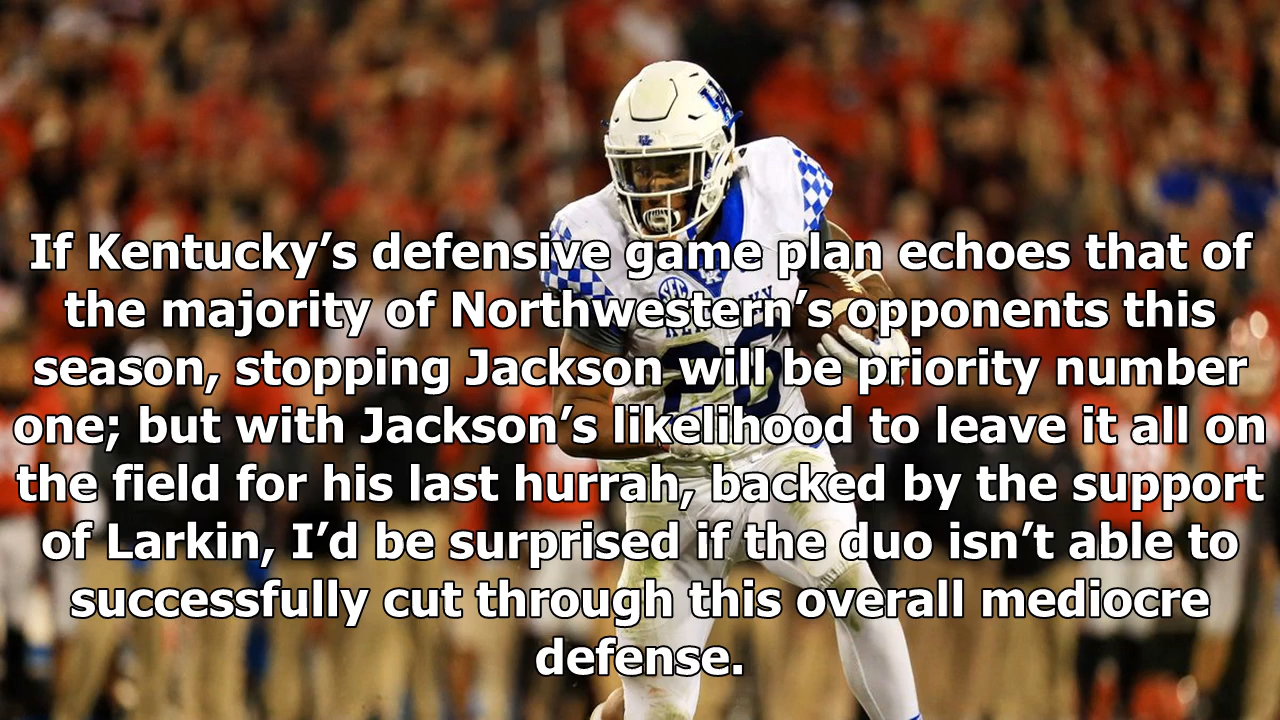 If Kentucky’s defensive game plan echoes that of
the majority of Northwestern’s opponents this
season, stopping Jackson will be priority number
one; but with Jackson’s likelihood to leave it all on
the field for his last hurrah, backed by the support
of Larkin, I’d be surprised if the duo isn’t able to
successfully cut through this overall mediocre
defense.
SEC